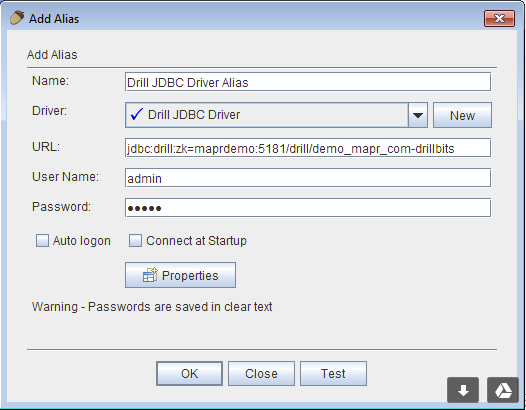 Add Alias
Add Alias
Name: Drill JDBC Driver Alias
Driver: Drill JDBC Driver New
URL: jdbc:drill:zk=maprdemo:5181/drill/demo_mapr_com-drillbits
User Name: admin
Password: •••••
Auto logon Connect at Startup
Properties
Warning - Passwords are saved in clear text
OK Close Test